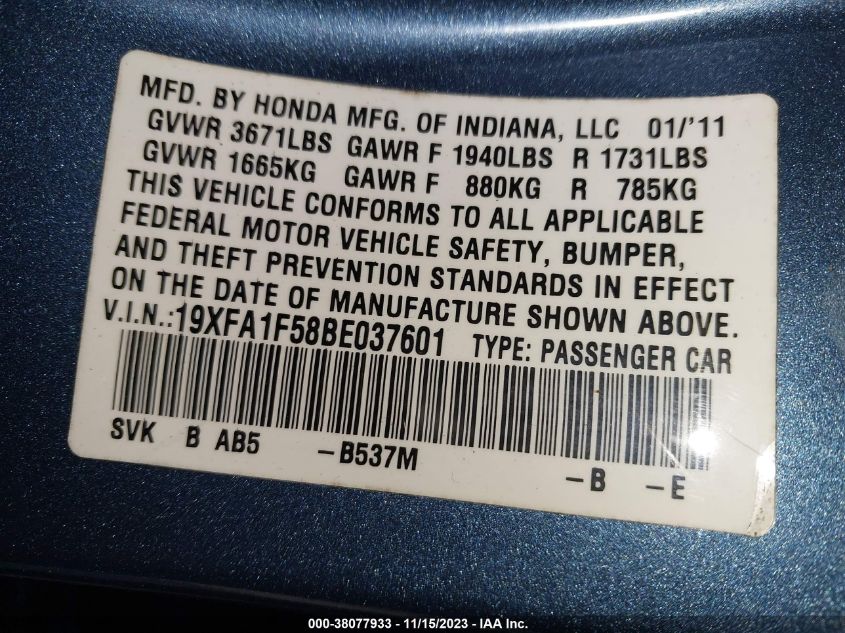 MFD. BY HONDA MFG. OF INDIANA, LLC 01/'11
GVWR 3671LBS GAWR F 1940LBS R 1731LBS
GVWR 1665KG GAWR F 880KG R 785KG
THIS VEHICLE CONFORMS TO ALL APPLICABLE
FEDERAL MOTOR VEHICLE SAFETY, BUMPER,
AND THEFT PREVENTION STANDARDS IN EFFECT
ON THE DATE OF MANUFACTURE SHOWN ABOVE.
V.I.N.:19XFA1F58BE037601 TYPE: PASSENGER CAR
SVK B AB5 -B537M -B -E
000-38077933 - 11/15/2023 - IAA Inc.